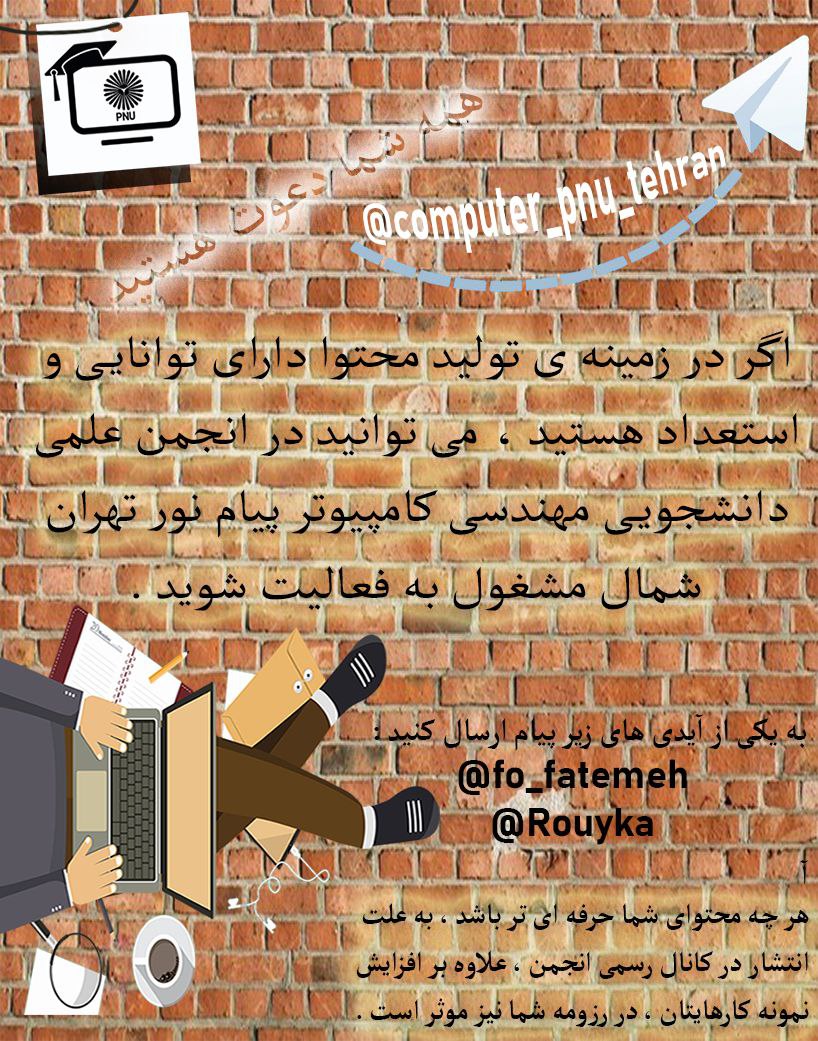 PNU
همه شما دعوت هستید
@computer_pnu_tehran
اگر در زمینه ی تولید محتوا دارای توانایی و
استعداد هستید ، می توانید در انجمن علمی
دانشجویی مهندسی کامپیوتر پیام نور تهران
شمال مشغول به فعالیت شوید .
به یکی از آیدی های زیر پیام ارسال کنید :
@fo_fatemeh
@Rouyka
آ
هر چه محتوای شما حرفه ای تر باشد ، به علت
انتشار در کانال رسمی انجمن ، علاوه بر افزایش
نمونه کارهایتان ، در رزومه شما نیز موثر است .